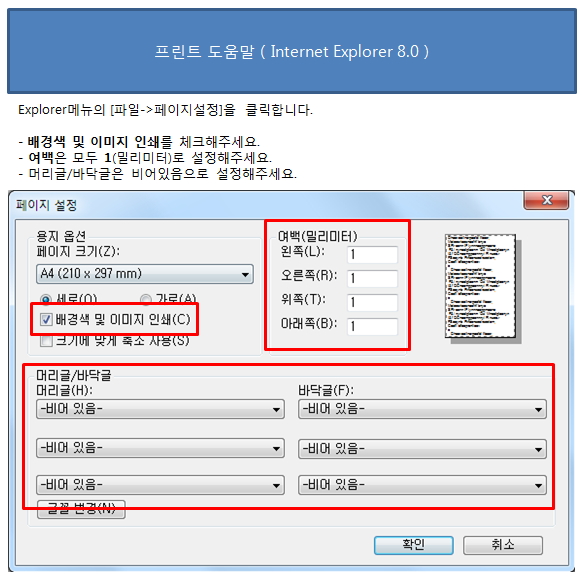 프린트 도움말 ( Internet Explorer 8.0 )
Explorer메뉴의 [파일->페이지설정]을 클릭합니다.
- 배경색 및 이미지 인쇄를 체크해주세요.
- 여백은 모두 1(밀리미터)로 설정해주세요.
- 머리글/바닥글은 비어있음으로 설정해주세요.
페이지 설정
용지 옵션
페이지 크기(Z):
A4 (210 x 297 mm)
세로(O) 가로(A)
배경색 및 이미지 인쇄(C)
크기에 맞게 축소 사용(S)
여백(밀리미터)
왼쪽(L): 1
오른쪽(R): 1
위쪽(T): 1
아래쪽(B): 1
머리글/바닥글
머리글(H): 바닥글(F):
-비어 있음- -비어 있음-
-비어 있음- -비어 있음-
-비어 있음- -비어 있음-
글꼴 변경(N)
확인 취소